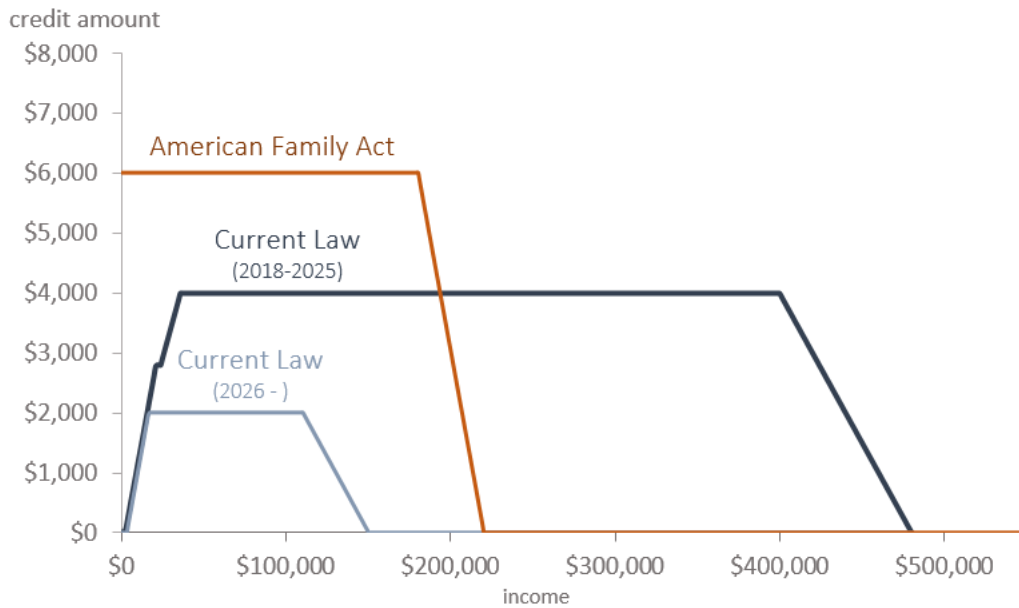 credit amount
$8,000
$7,000
American Family Act
$6,000
$5,000
Current Law
(2018-2025)
$4,000
$3,000
Current Law
(2026 - )
$2,000
$1,000
$0
$0 $100,000 $200,000 $300,000 $400,000 $500,000
income